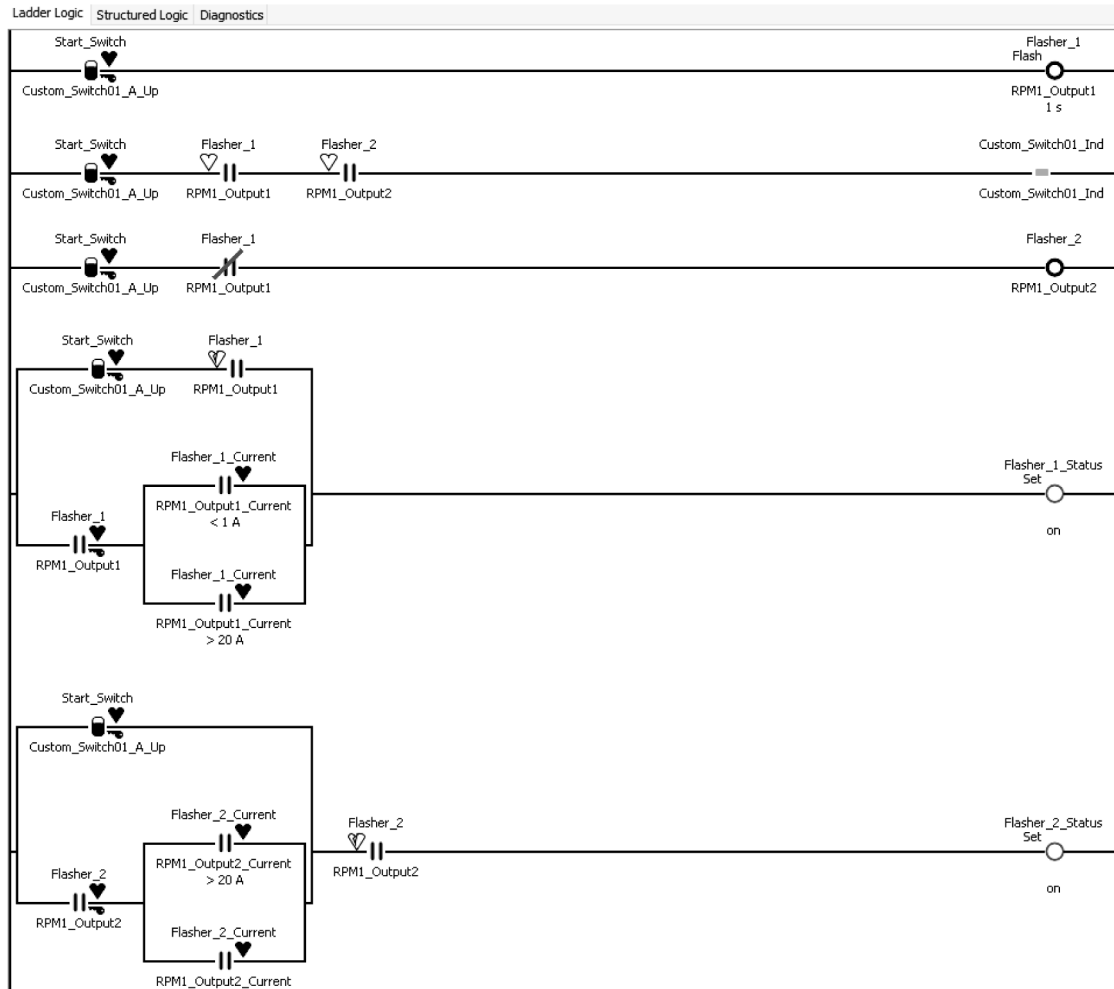 Ladder Logic Structured Logic Diagnostics
Start_Switch Flasher_1
Flash
Custom_Switch01_A_Up RPM1_Output1
1 s
Start_Switch Flasher_1 Flasher_2 Custom_Switch01_Ind
Custom_Switch01_A_Up RPM1_Output1 RPM1_Output2 Custom_Switch01_Ind
Start_Switch Flasher_1 Flasher_2
Custom_Switch01_A_Up RPM1_Output1 RPM1_Output2
Start_Switch Flasher_1
Custom_Switch01_A_Up RPM1_Output1
Flasher_1_Current Flasher_1_Status
Set
RPM1_Output1_Current
< 1 A
Flasher_1 on
RPM1_Output1
Flasher_1_Current
RPM1_Output1_Current
> 20 A
Start_Switch
Custom_Switch01_A_Up
Flasher_2_Current Flasher_2 Flasher_2_Status
Set
RPM1_Output2_Current RPM1_Output2
> 20 A
Flasher_2 on
RPM1_Output2
Flasher_2_Current
RPM1_Output2_Current